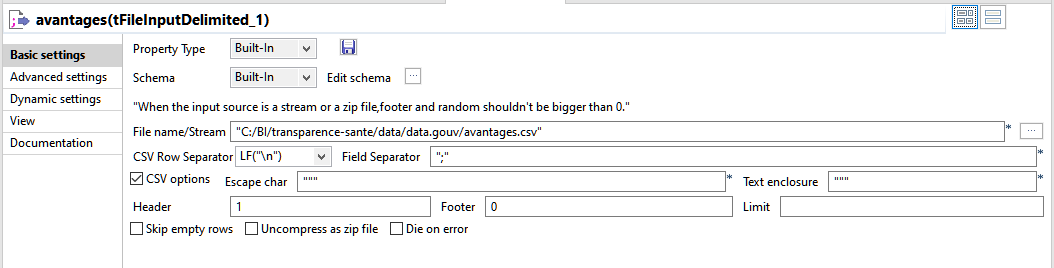 avantages(tFileInputDelimited_1)
Basic settings
Advanced settings
Dynamic settings
View
Documentation
Property Type Built-In
Schema Built-In Edit schema ...
"When the input source is a stream or a zip file,footer and random shouldn't be bigger than 0."
File name/Stream "C:/BI/transparence-sante/data/data.gouv/avantages.csv" * ...
CSV Row Separator LF("\n") Field Separator ";" *
CSV options Escape char """ * Text enclosure """ *
Header 1 Footer 0 Limit
Skip empty rows Uncompress as zip file Die on error